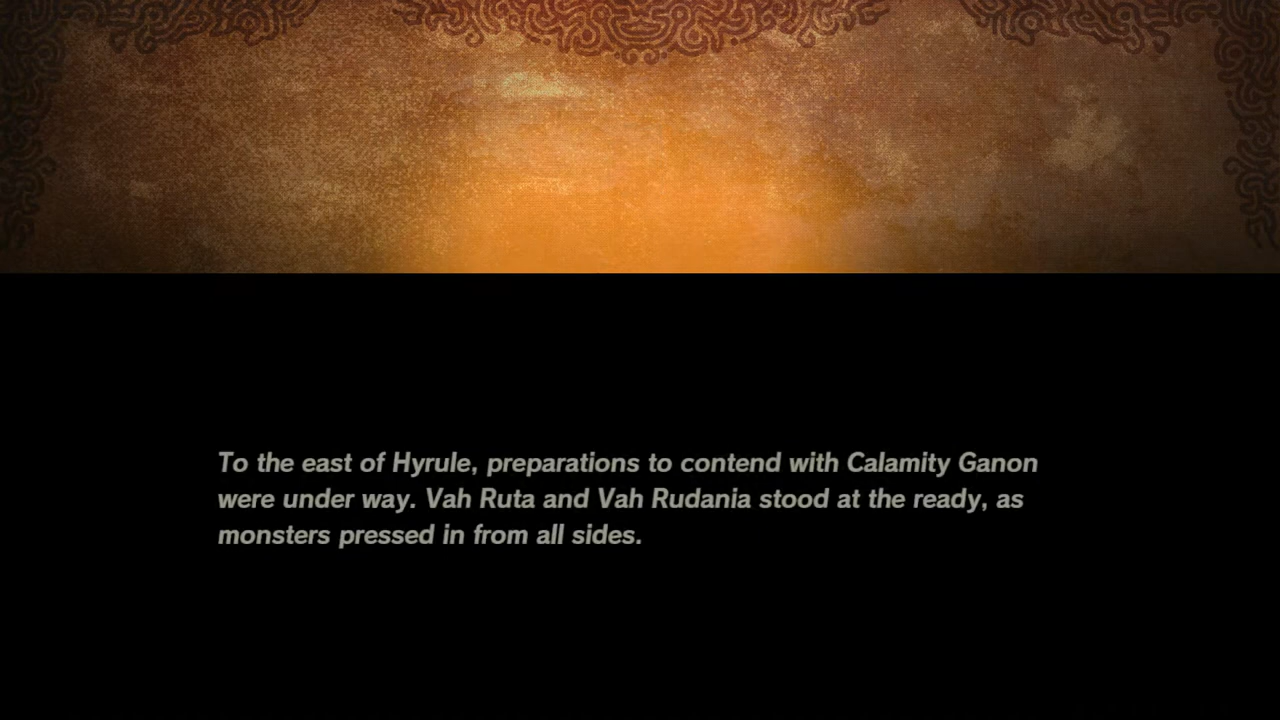 To the east of Hyrule, preparations to contend with Calamity Ganon
were under way. Vah Ruta and Vah Rudania stood at the ready, as
monsters pressed in from all sides.